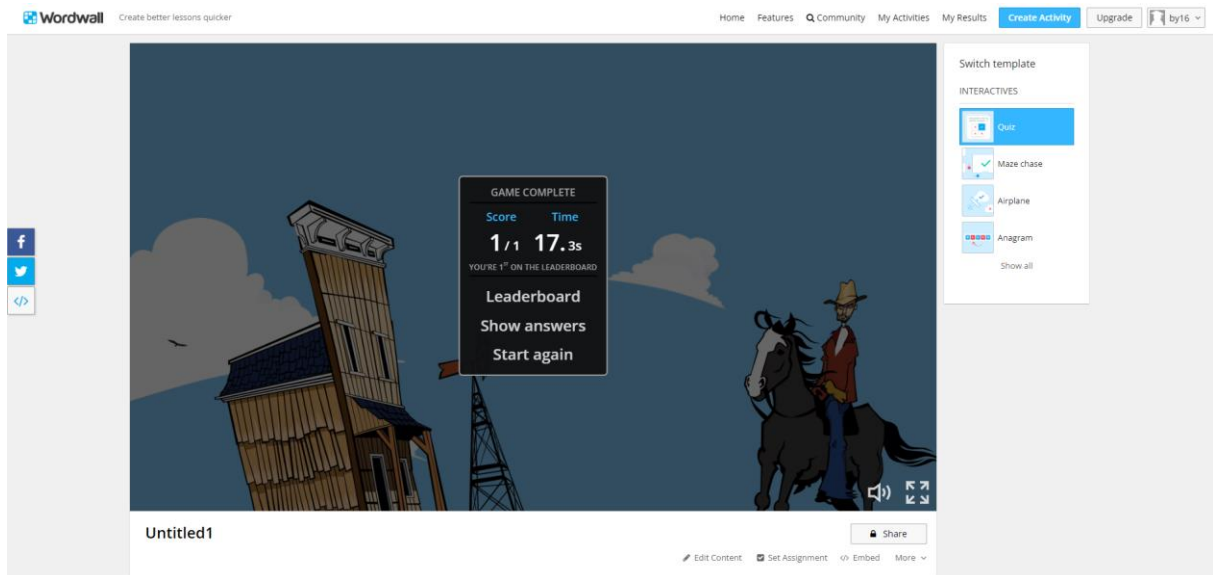 Wordwall Create better lessons quicker Home Features Community My Activities My Results Create Activity Upgrade by16
Switch template
INTERACTIVES
Quiz
Maze chase
Airplane
Anagram
Show all
GAME COMPLETE
Score Time
1/1 17.3s
YOU'RE 1ST ON THE LEADERBOARD
Leaderboard
Show answers
Start again
f
</>
Untitled1
Share
Edit Content Set Assignment </> Embed More